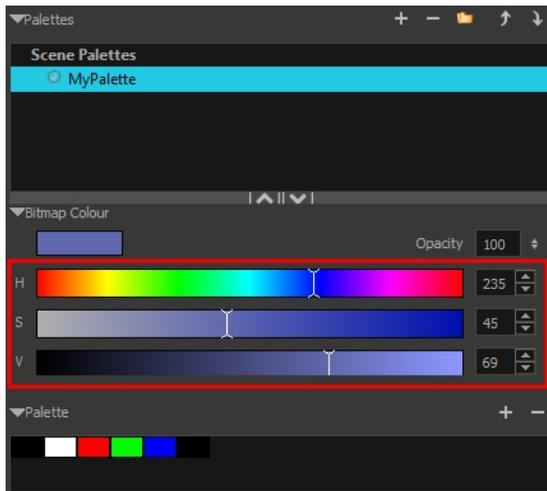 Palettes
Scene Palettes
MyPalette
Bitmap Colour
Opacity 100
H 235
S 45
V 69
Palette